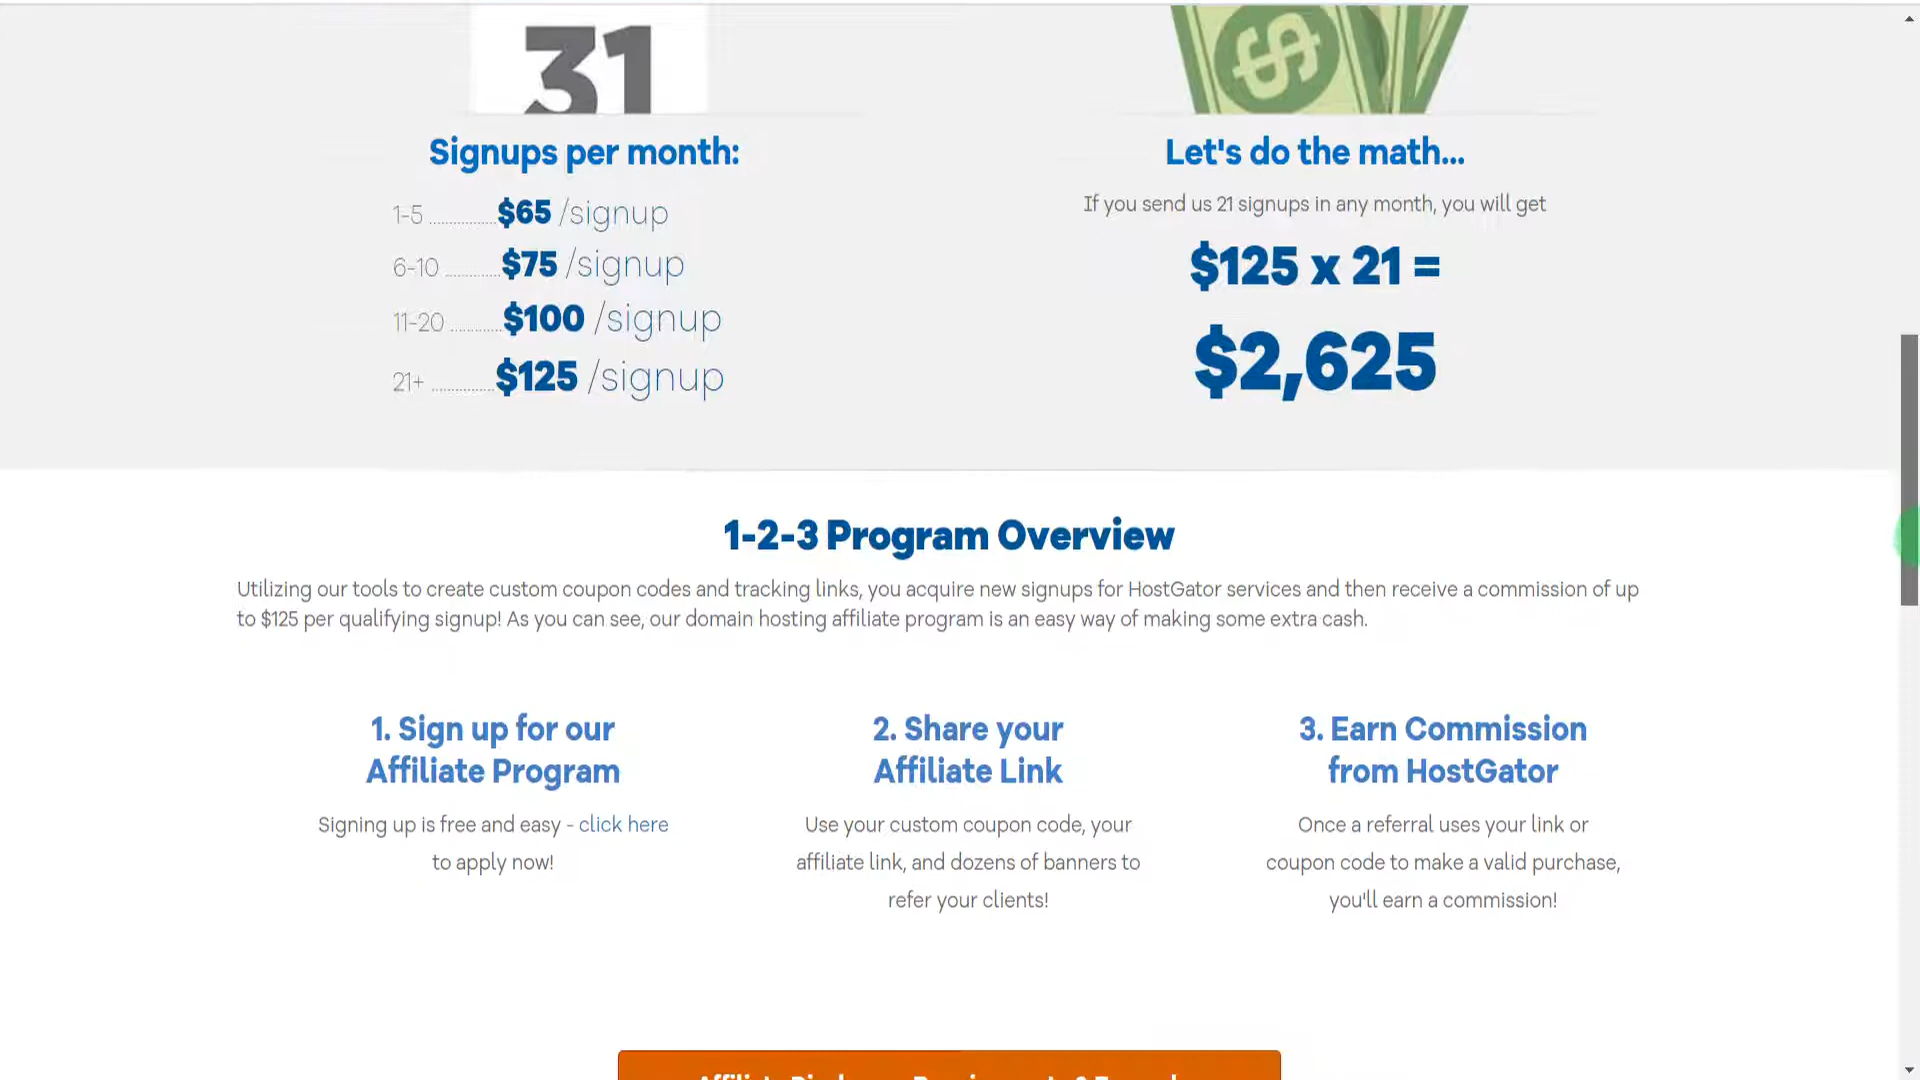 31
Signups per month:
1-5 ..............$65 /signup
6-10 ............$75 /signup
11-20 ...........$100 /signup
21+ .............$125 /signup
$
Let's do the math...
If you send us 21 signups in any month, you will get
$125 x 21 =
$2,625
1-2-3 Program Overview
Utilizing our tools to create custom coupon codes and tracking links, you acquire new signups for HostGator services and then receive a commission of up
to $125 per qualifying signup! As you can see, our domain hosting affiliate program is an easy way of making some extra cash.
1. Sign up for our
Affiliate Program
Signing up is free and easy - click here
to apply now!
2. Share your
Affiliate Link
Use your custom coupon code, your
affiliate link, and dozens of banners to
refer your clients!
3. Earn Commission
from HostGator
Once a referral uses your link or
coupon code to make a valid purchase,
you'll earn a commission!